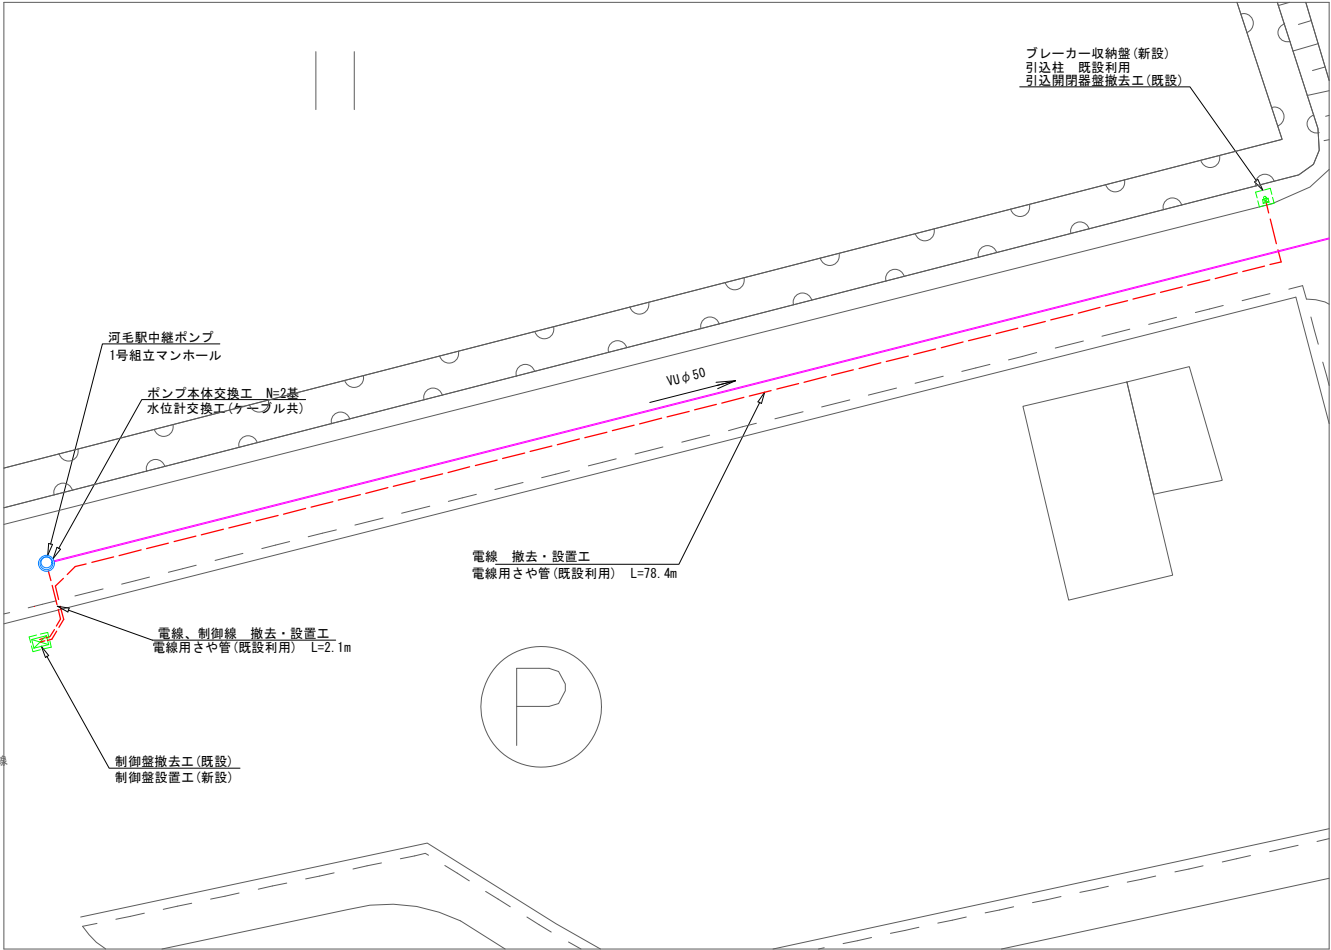 ブレーカー収納盤(新設)
引込柱　既設利用
引込開閉器盤撤去工(既設)
河毛駅中継ポンプ
1号組立マンホール
ポンプ本体交換工　N=2基
水位計交換工(ケーブル共)
VUφ50
電線　撤去・設置工
電線用さや管(既設利用)　L=78.4m
電線、制御線　撤去・設置工
電線用さや管(既設利用)　L=2.1m
P
制御盤撤去工(既設)
制御盤設置工(新設)